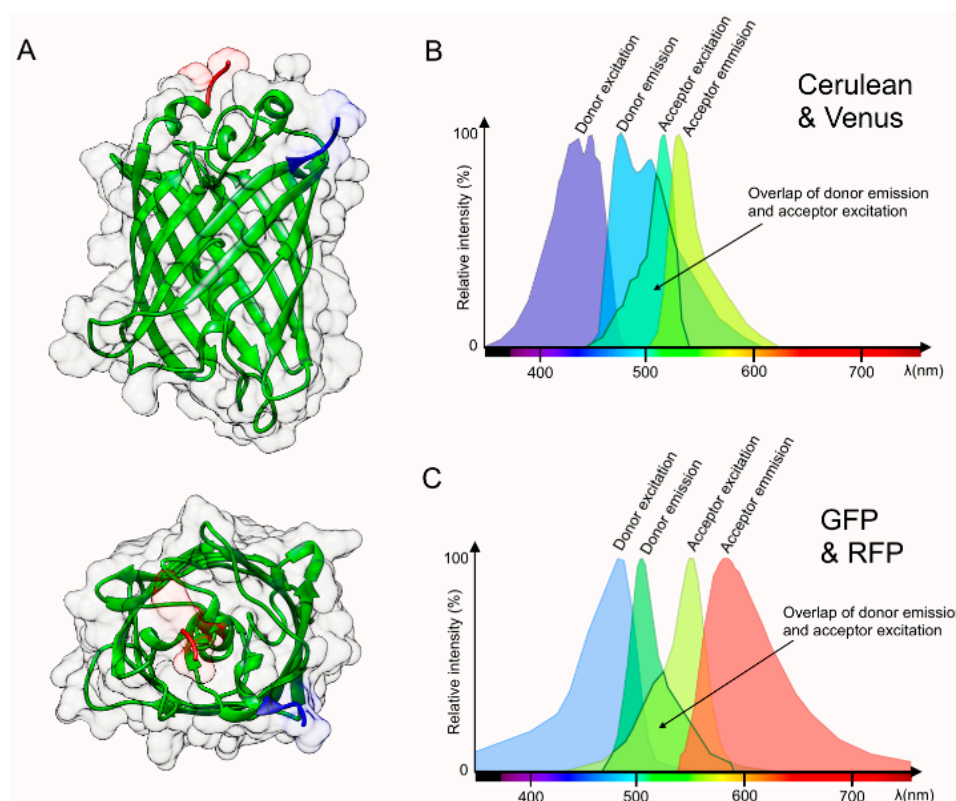 A
B
Donor excitation
Donor emission
Acceptor excitation
Acceptor emmision
Cerulean
& Venus
100
Relative intensity (%)
Overlap of donor emission
and acceptor excitation
0
400
500
600
700
λ(nm)
C
Donor excitation
Donor emission
Acceptor excitation
Acceptor emmision
GFP
& RFP
100
Relative intensity (%)
Overlap of donor emission
and acceptor excitation
0
400
500
600
700
λ(nm)